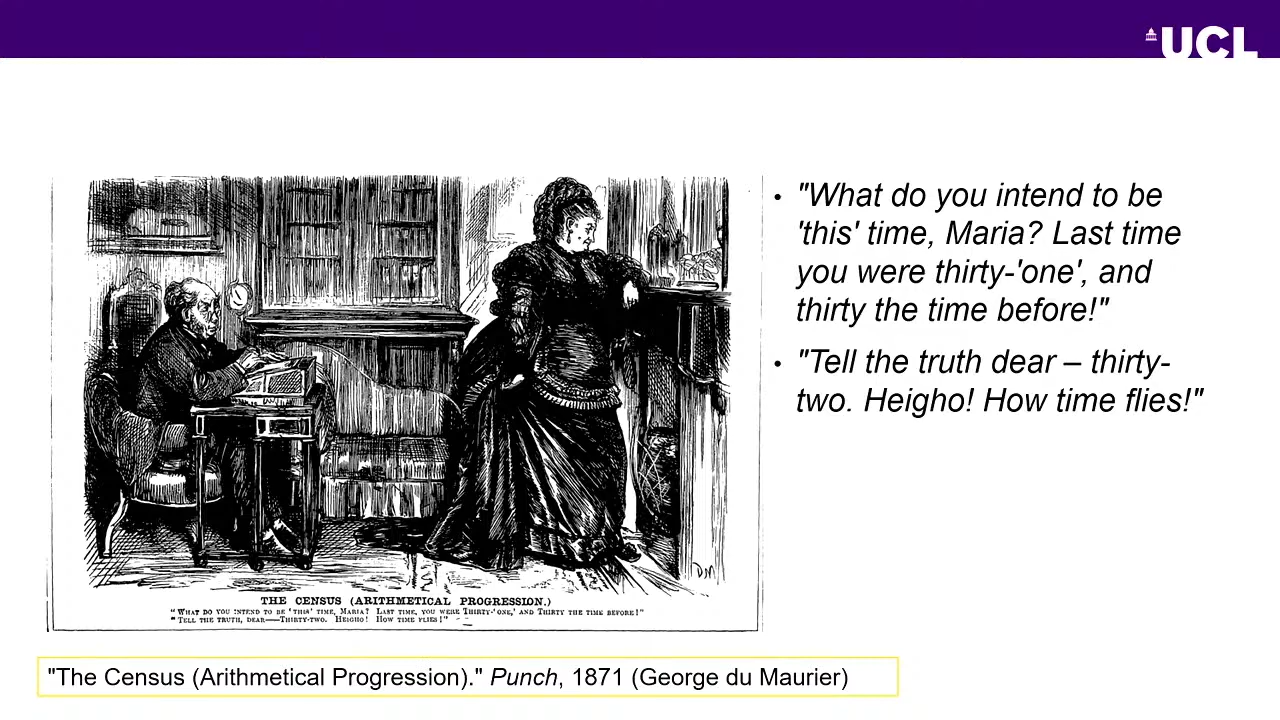 UCL
• "What do you intend to be
'this' time, Maria? Last time
you were thirty-'one', and
thirty the time before!"
• "Tell the truth dear – thirty-
two. Heigho! How time flies!"
DM
THE CENSUS (ARITHMETICAL PROGRESSION.)
"What do you intend to be 'this' time, Maria? Last time, you were Thirty-'one,' and Thirty the time before!"
"Tell the truth, dear——Thirty-two. Heigho! How time flies!"
"The Census (Arithmetical Progression)." Punch, 1871 (George du Maurier)